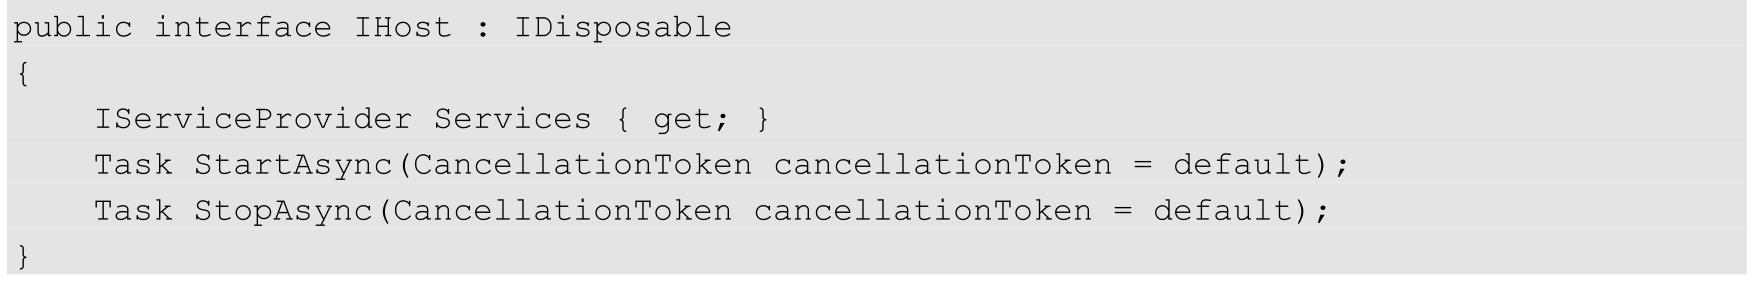 public interface IHost : IDisposable
{
    IServiceProvider Services { get; }
    Task StartAsync(CancellationToken cancellationToken = default);
    Task StopAsync(CancellationToken cancellationToken = default);
}